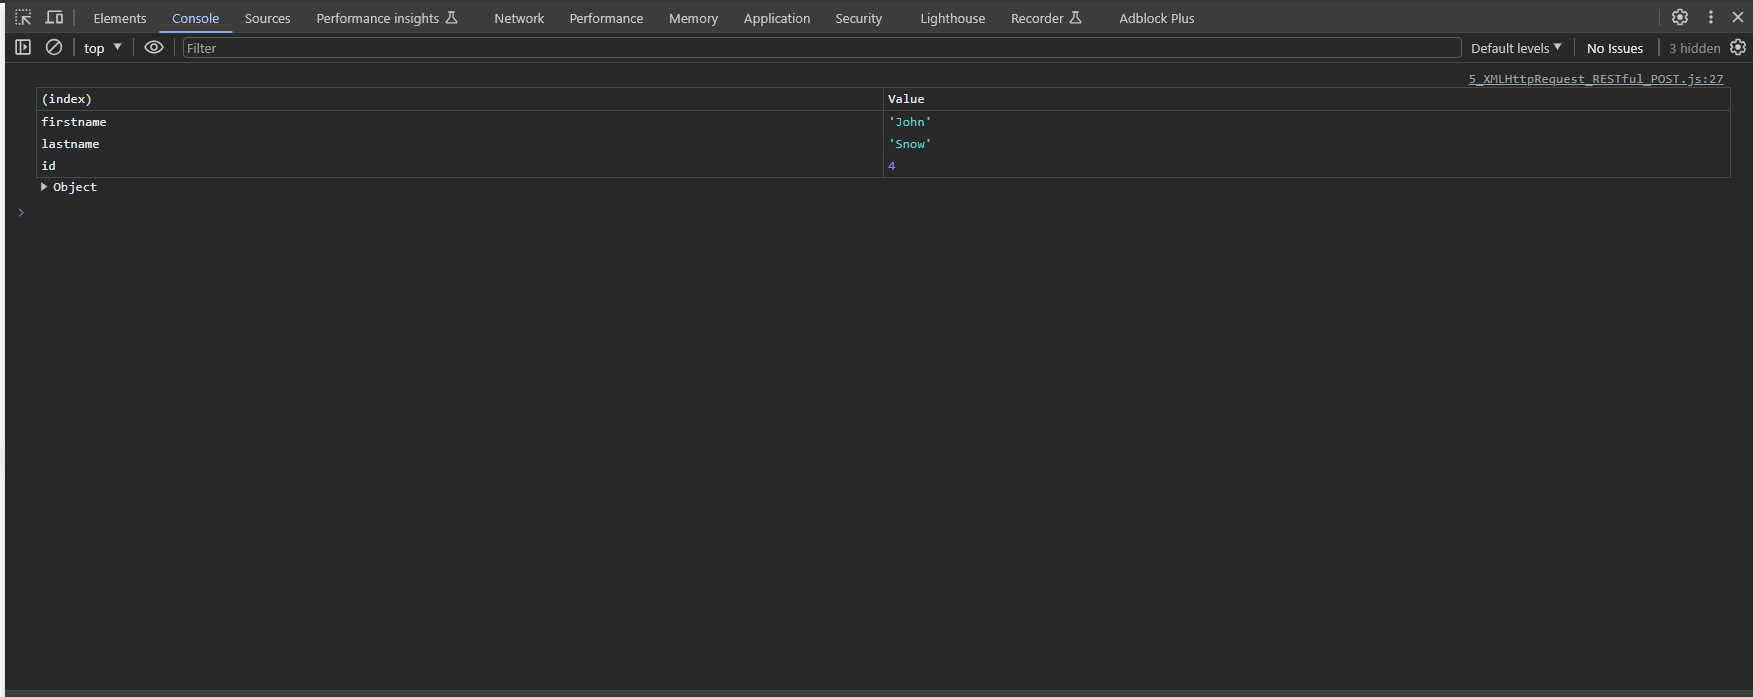 Elements Console Sources Performance insights Network Performance Memory Application Security Lighthouse Recorder Adblock Plus
top Filter Default levels No Issues 3 hidden
5_XMLHttpRequest_RESTful_POST.js:27
(index) Value
firstname 'John'
lastname 'Snow'
id 4
Object